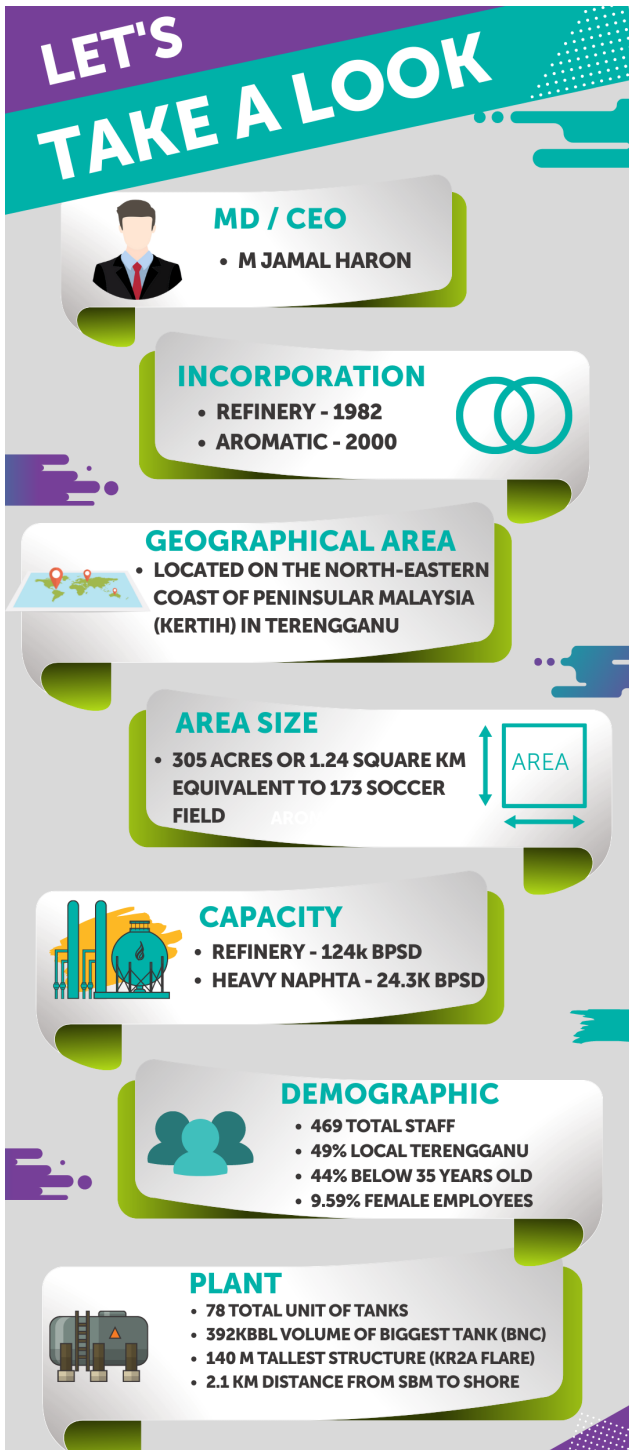 LET'S
TAKE A LOOK
MD / CEO
• M JAMAL HARON
INCORPORATION
• REFINERY - 1982
• AROMATIC - 2000
GEOGRAPHICAL AREA
• LOCATED ON THE NORTH-EASTERN
COAST OF PENINSULAR MALAYSIA
(KERTIH) IN TERENGGANU
AREA SIZE
• 305 ACRES OR 1.24 SQUARE KM
EQUIVALENT TO 173 SOCCER
FIELD
AREA
CAPACITY
• REFINERY - 124k BPSD
• HEAVY NAPHTA - 24.3K BPSD
DEMOGRAPHIC
• 469 TOTAL STAFF
• 49% LOCAL TERENGGANU
• 44% BELOW 35 YEARS OLD
• 9.59% FEMALE EMPLOYEES
PLANT
• 78 TOTAL UNIT OF TANKS
• 392KBBL VOLUME OF BIGGEST TANK (BNC)
• 140 M TALLEST STRUCTURE (KR2A FLARE)
• 2.1 KM DISTANCE FROM SBM TO SHORE